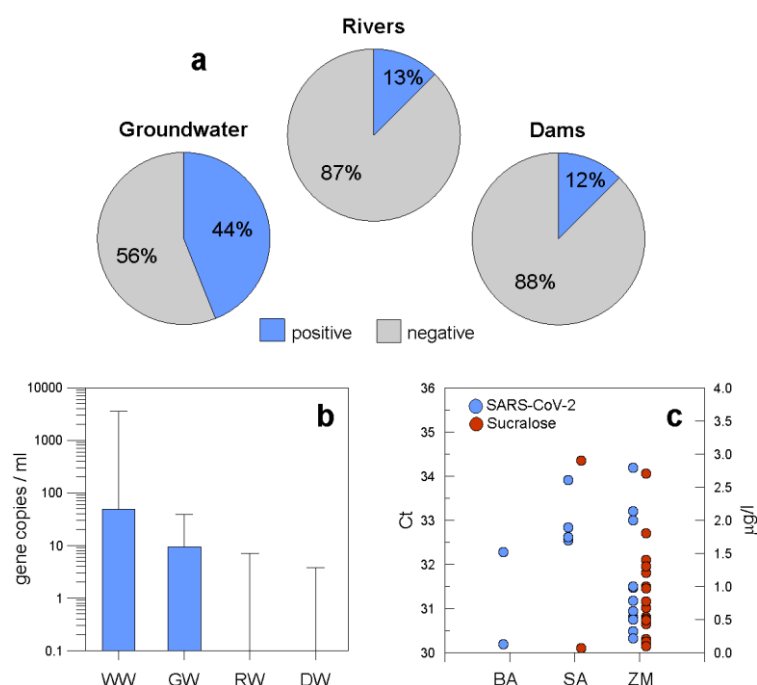 Rivers
a
13%
87%
Groundwater
44%
56%
Dams
12%
88%
positive
negative
b
gene copies / ml
10000
1000
100
10
1
0.1
WW GW RW DW
c
SARS-CoV-2
Sucralose
Ct
36
35
34
33
32
31
30
4.0
3.5
3.0
2.5
2.0
1.5
1.0
0.5
0.0
µg/l
BA SA ZM